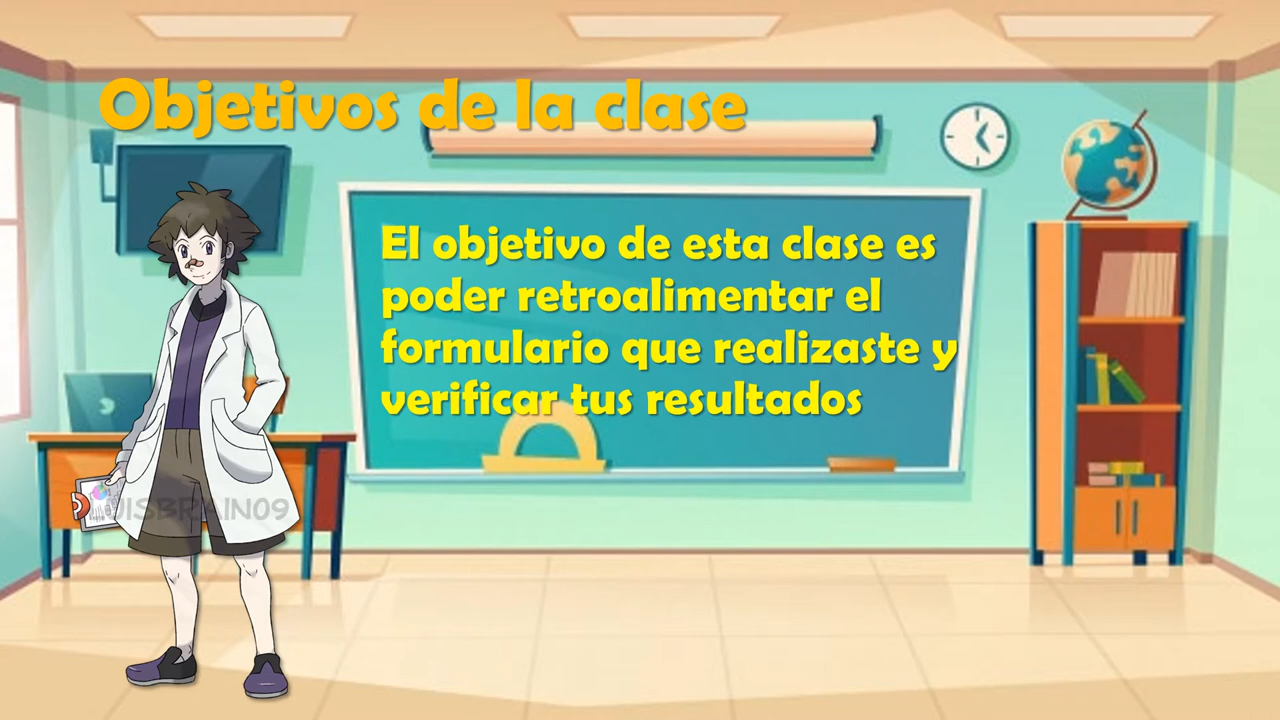 Objetivos de la clase
El objetivo de esta clase es
poder retroalimentar el
formulario que realizaste y
verificar tus resultados
LUISBRAIN09